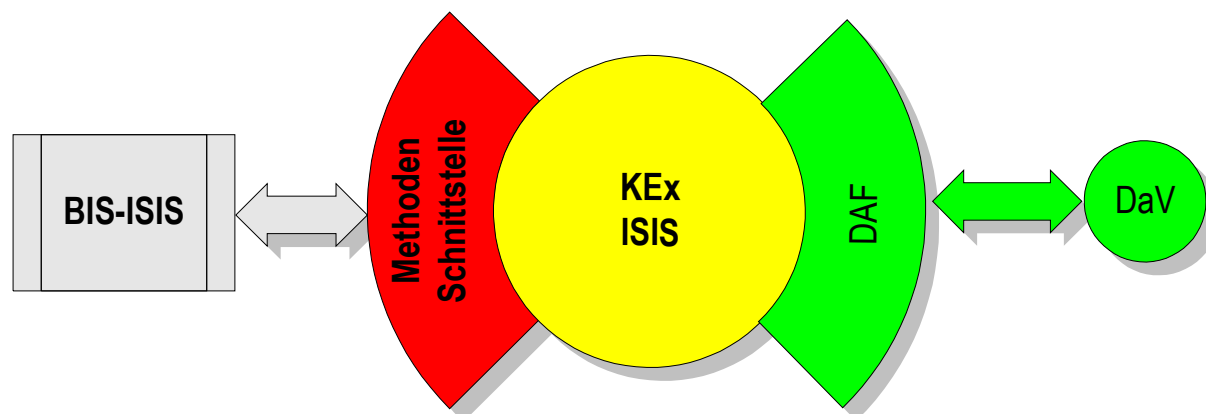 BIS-ISIS
Methoden
Schnittstelle
KEx
ISIS
DAF
DaV